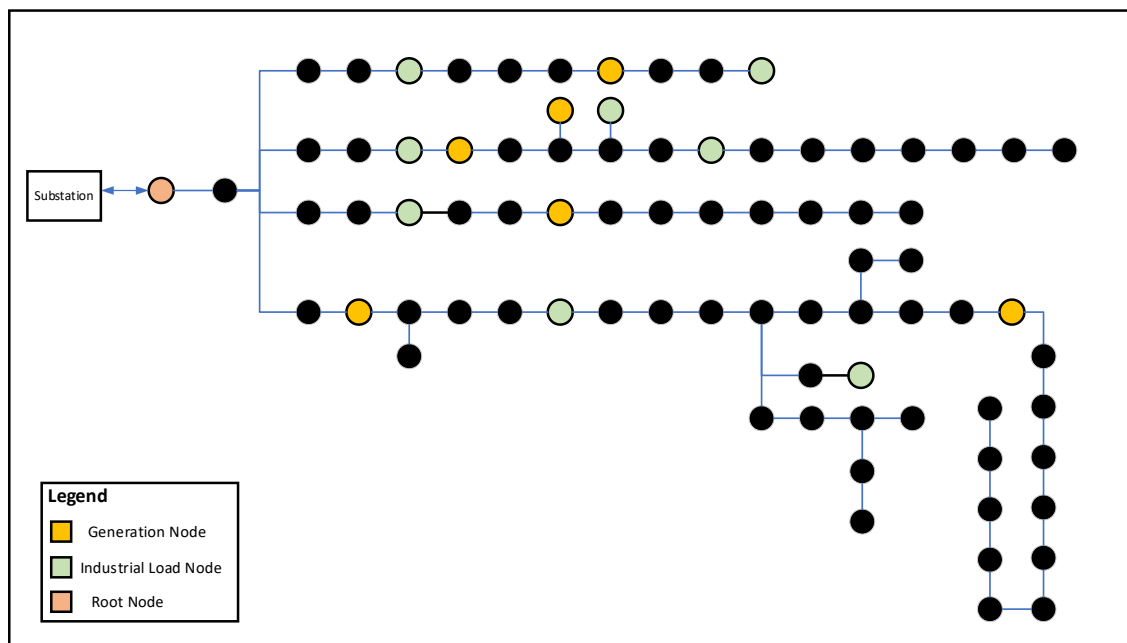 Substation
Legend
Generation Node
Industrial Load Node
Root Node